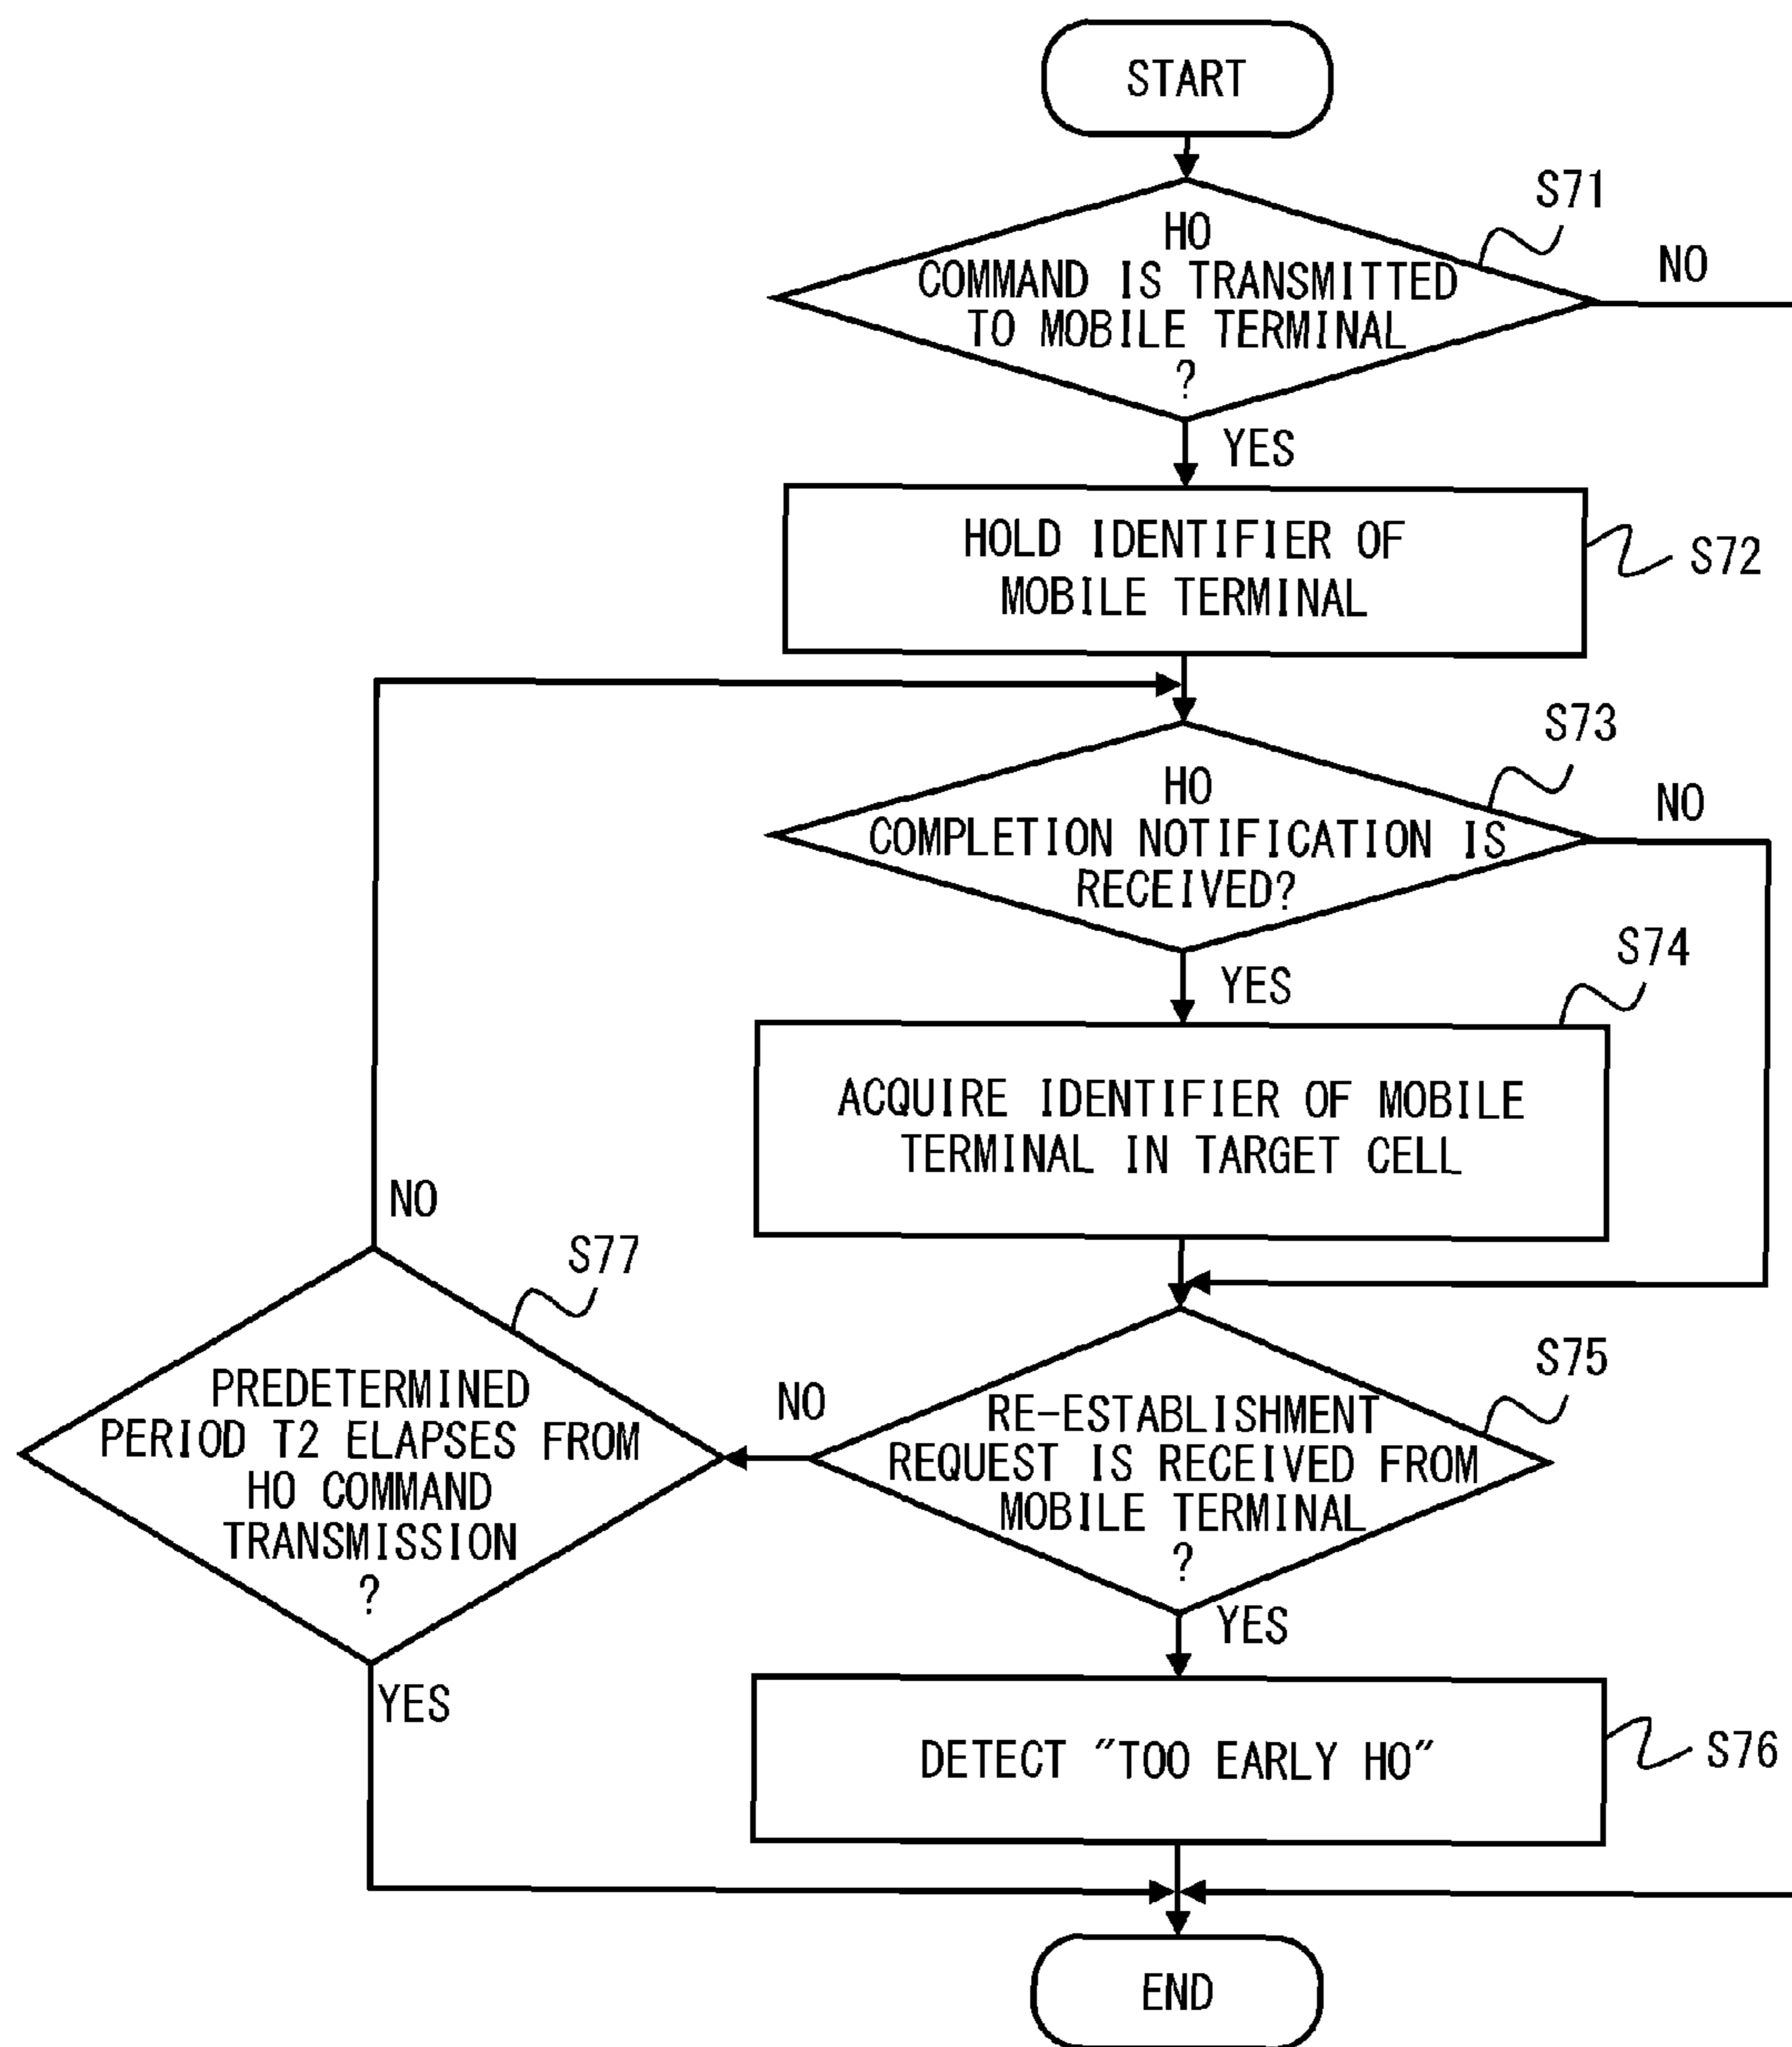 START
S71
HO
COMMAND IS TRANSMITTED
TO MOBILE TERMINAL
?
NO
YES
HOLD IDENTIFIER OF
MOBILE TERMINAL
S72
S73
HO
COMPLETION NOTIFICATION IS
RECEIVED?
NO
YES
S74
ACQUIRE IDENTIFIER OF MOBILE
TERMINAL IN TARGET CELL
NO
S77
PREDETERMINED
PERIOD T2 ELAPSES FROM
HO COMMAND
TRANSMISSION
?
YES
NO
S75
RE-ESTABLISHMENT
REQUEST IS RECEIVED FROM
MOBILE TERMINAL
?
YES
DETECT "TOO EARLY HO"
S76
END